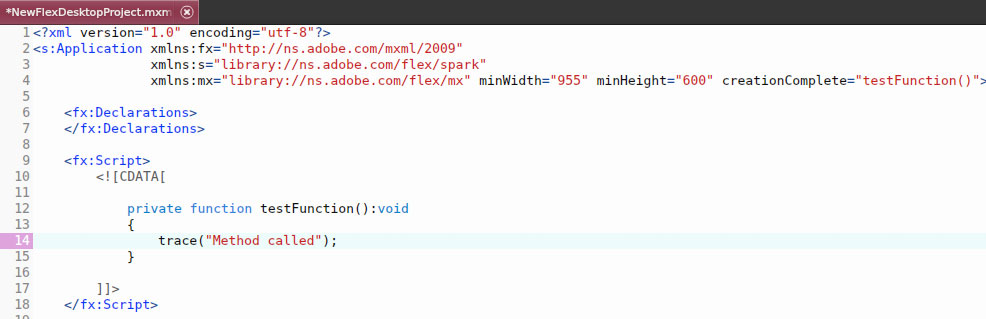 *NewFlexDesktopProject.mxm
1 <?xml version="1.0" encoding="utf-8"?>
2 <s:Application xmlns:fx="http://ns.adobe.com/mxml/2009"
3 xmlns:s="library://ns.adobe.com/flex/spark"
4 xmlns:mx="library://ns.adobe.com/flex/mx" minWidth="955" minHeight="600" creationComplete="testFunction()">
5
6 <fx:Declarations>
7 </fx:Declarations>
8
9 <fx:Script>
10 <![CDATA[
11
12 private function testFunction():void
13 {
14 trace("Method called");
15 }
16
17 ]]>
18 </fx:Script>